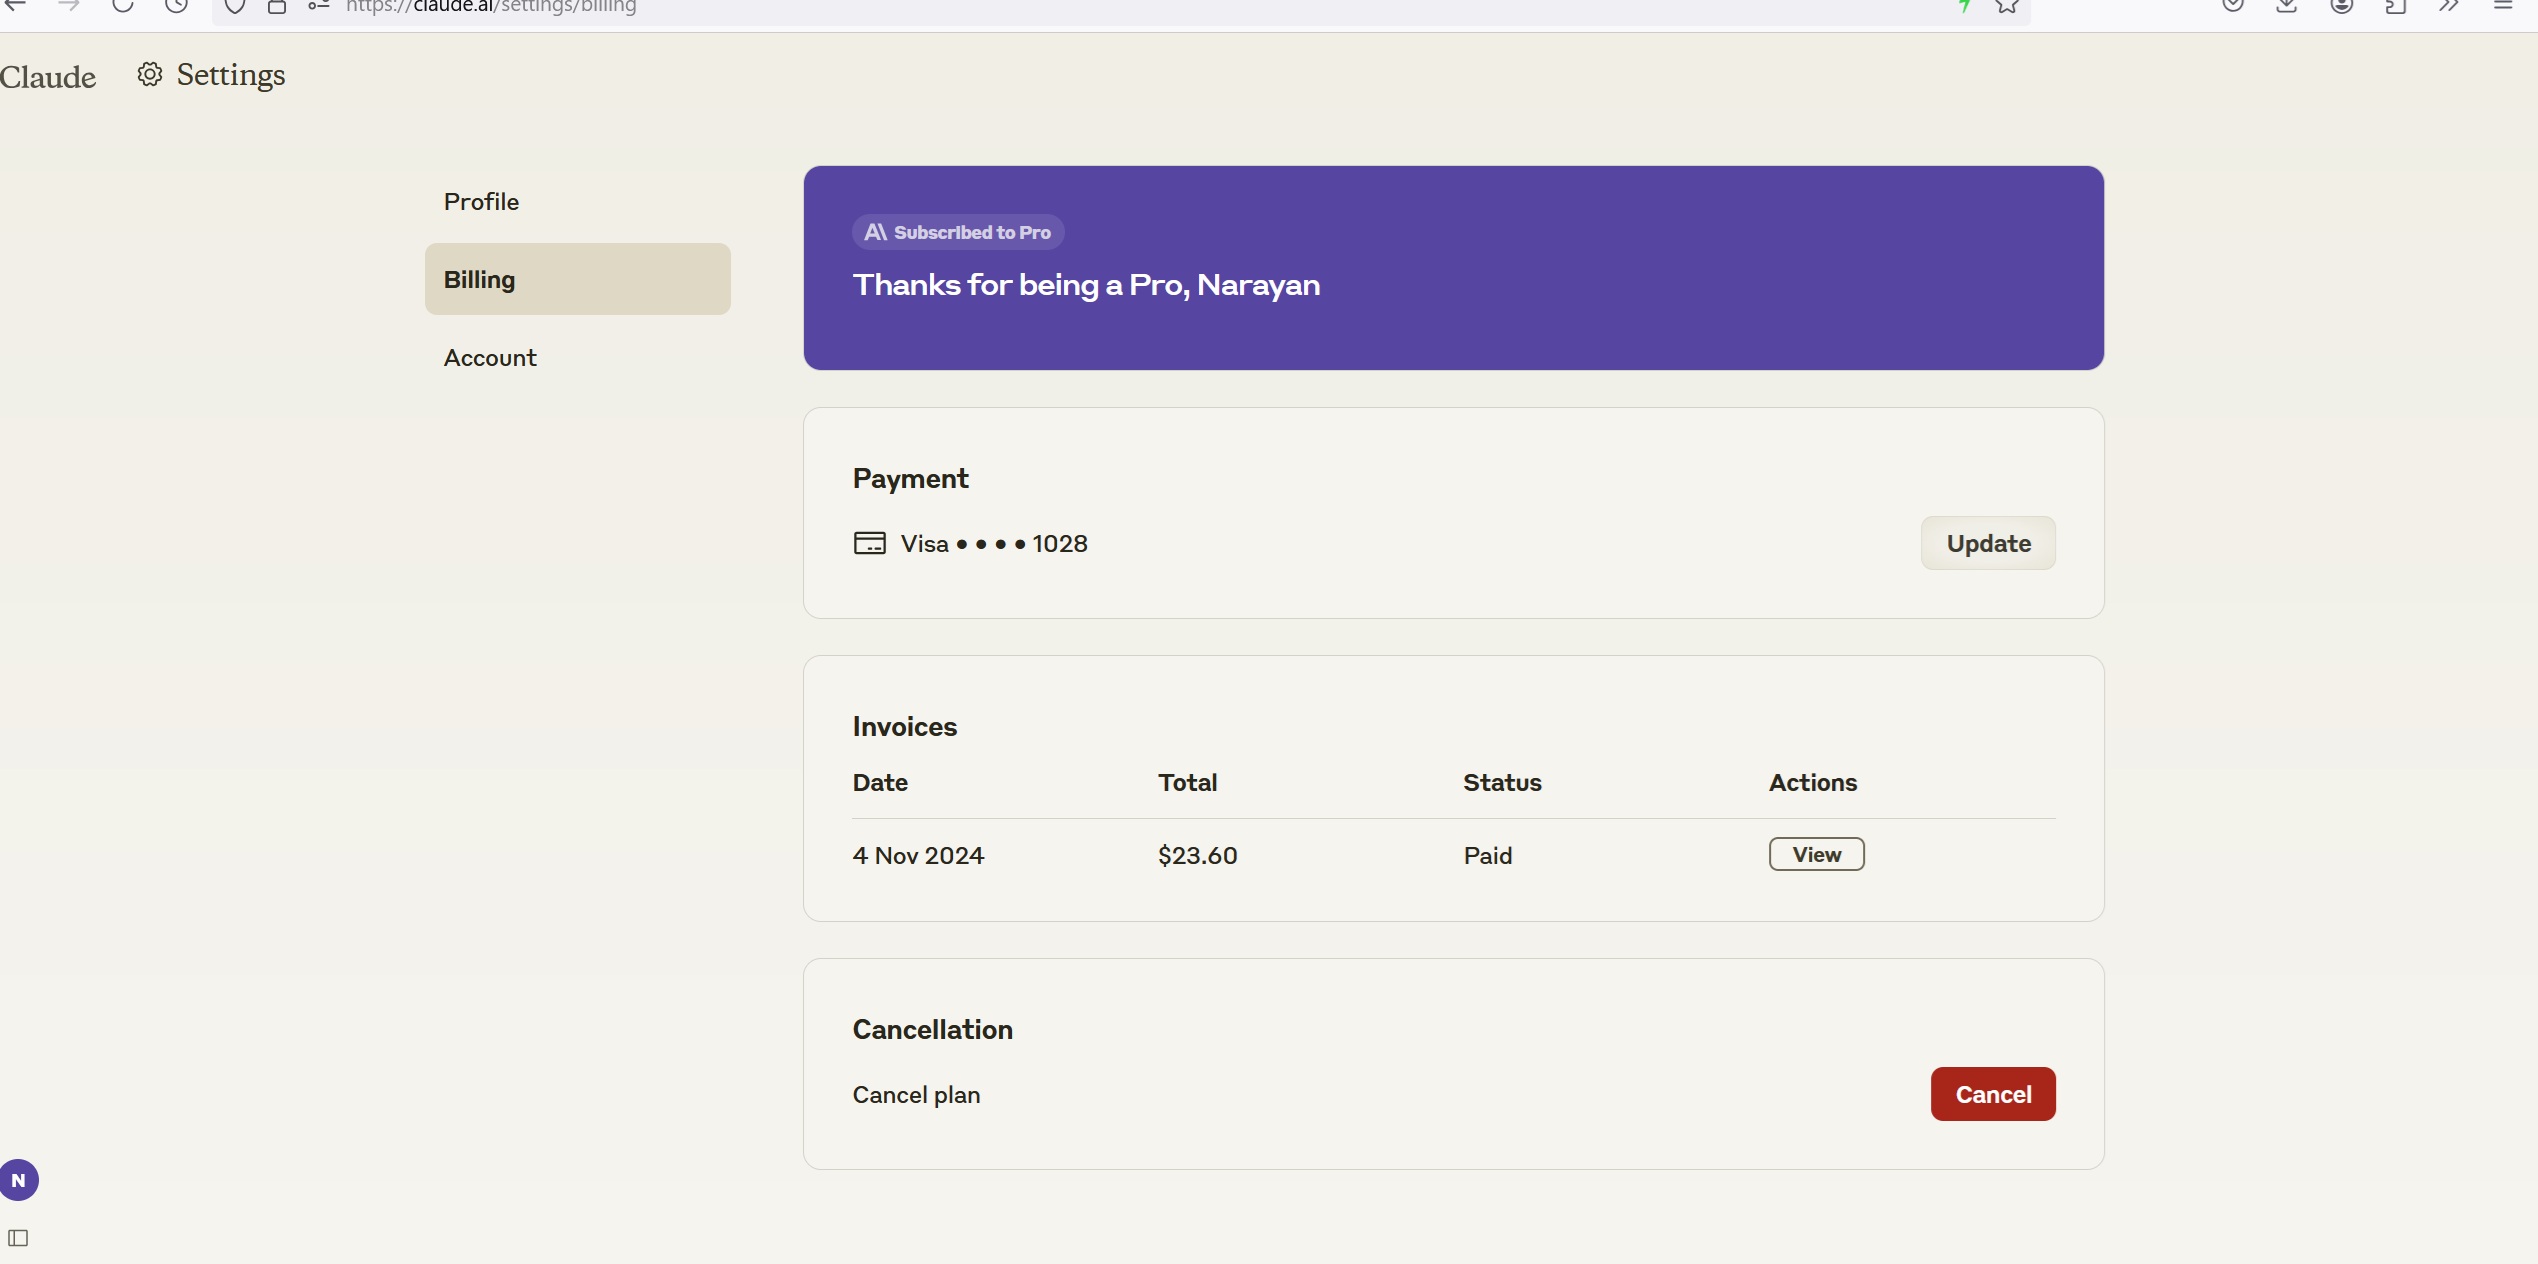 https://claude.ai/settings/billing
Claude
Settings
Profile
Billing
Account
Subscribed to Pro
Thanks for being a Pro, Narayan
Payment
Visa •••• 1028
Update
Invoices
Date Total Status Actions
4 Nov 2024 $23.60 Paid View
Cancellation
Cancel plan
Cancel
N